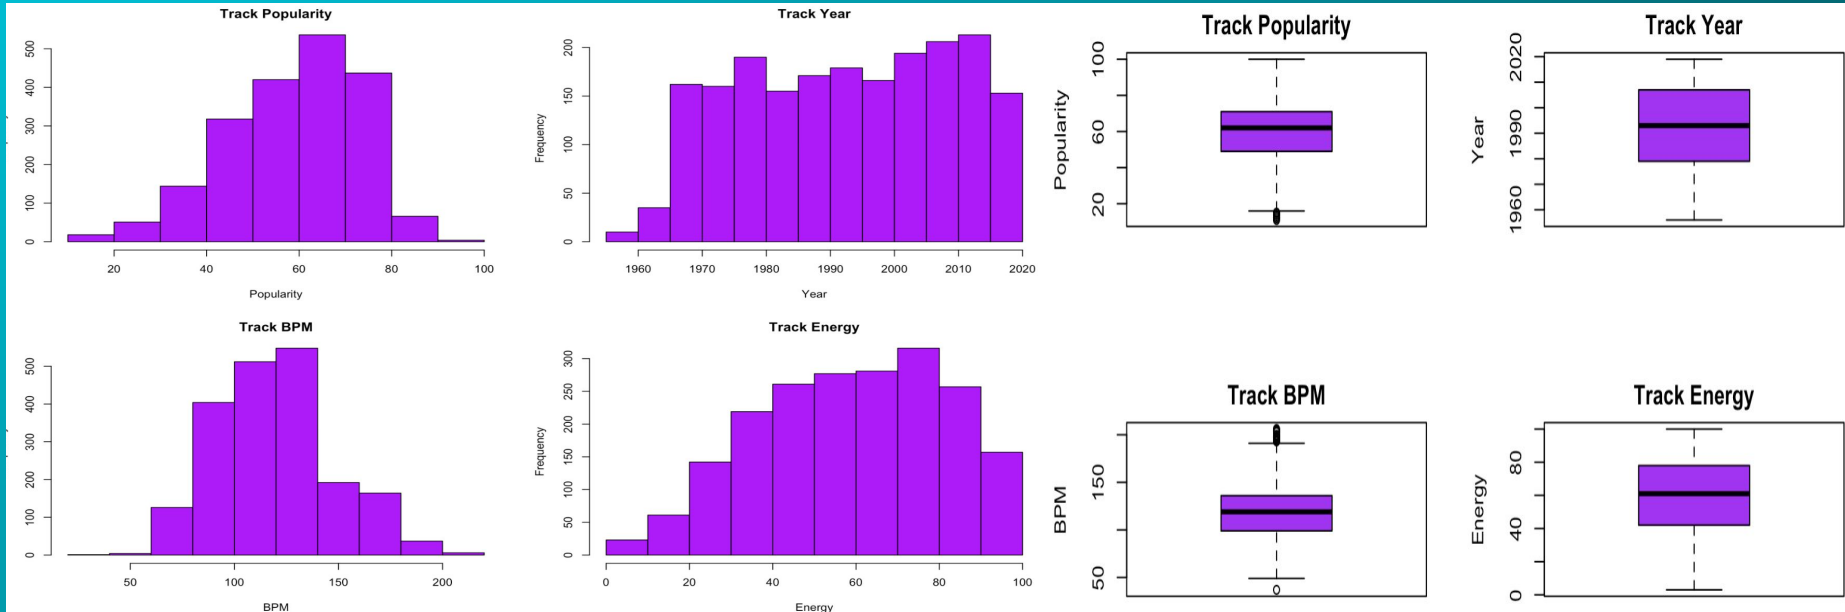 Track Popularity
500
400
300
200
100
0
20 40 60 80 100
Popularity
Track Year
Frequency
200
150
100
50
0
1960 1970 1980 1990 2000 2010 2020
Year
Track Popularity
Popularity
100
60
20
Track Year
Year
2020
1990
1960
Track BPM
500
400
300
200
100
0
50 100 150 200
BPM
Track Energy
Frequency
300
250
200
150
100
50
0
0 20 40 60 80 100
Energy
Track BPM
BPM
150
50
Track Energy
Energy
80
40
0